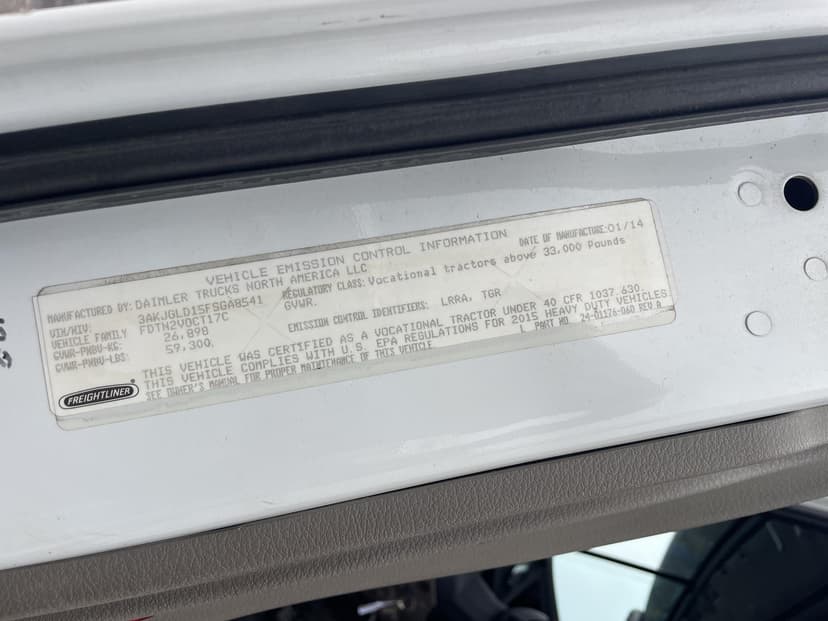 VEHICLE EMISSION CONTROL INFORMATION
MANUFACTURED BY: DAIMLER TRUCKS NORTH AMERICA LLC DATE OF MANUFACTURE: 01/14
VIN/NIV: 3AKJGLD15FSGA8541 REGULATORY CLASS: Vocational tractors above 33,000 Pounds
VEHICLE FAMILY FDTN2VOCT17C GVWR.
GVWR-PNBV-KG: 26,898 EMISSION CONTROL IDENTIFIERS: LRRA, TGR
GVWR-PNBV-LBS: 59,300
THIS VEHICLE WAS CERTIFIED AS A VOCATIONAL TRACTOR UNDER 40 CFR 1037.630.
THIS VEHICLE COMPLIES WITH U.S. EPA REGULATIONS FOR 2015 HEAVY DUTY VEHICLES
SEE OWNER'S MANUAL FOR PROPER MAINTENANCE OF THIS VEHICLE L PART NO 24-01176-060 REV B
FREIGHTLINER